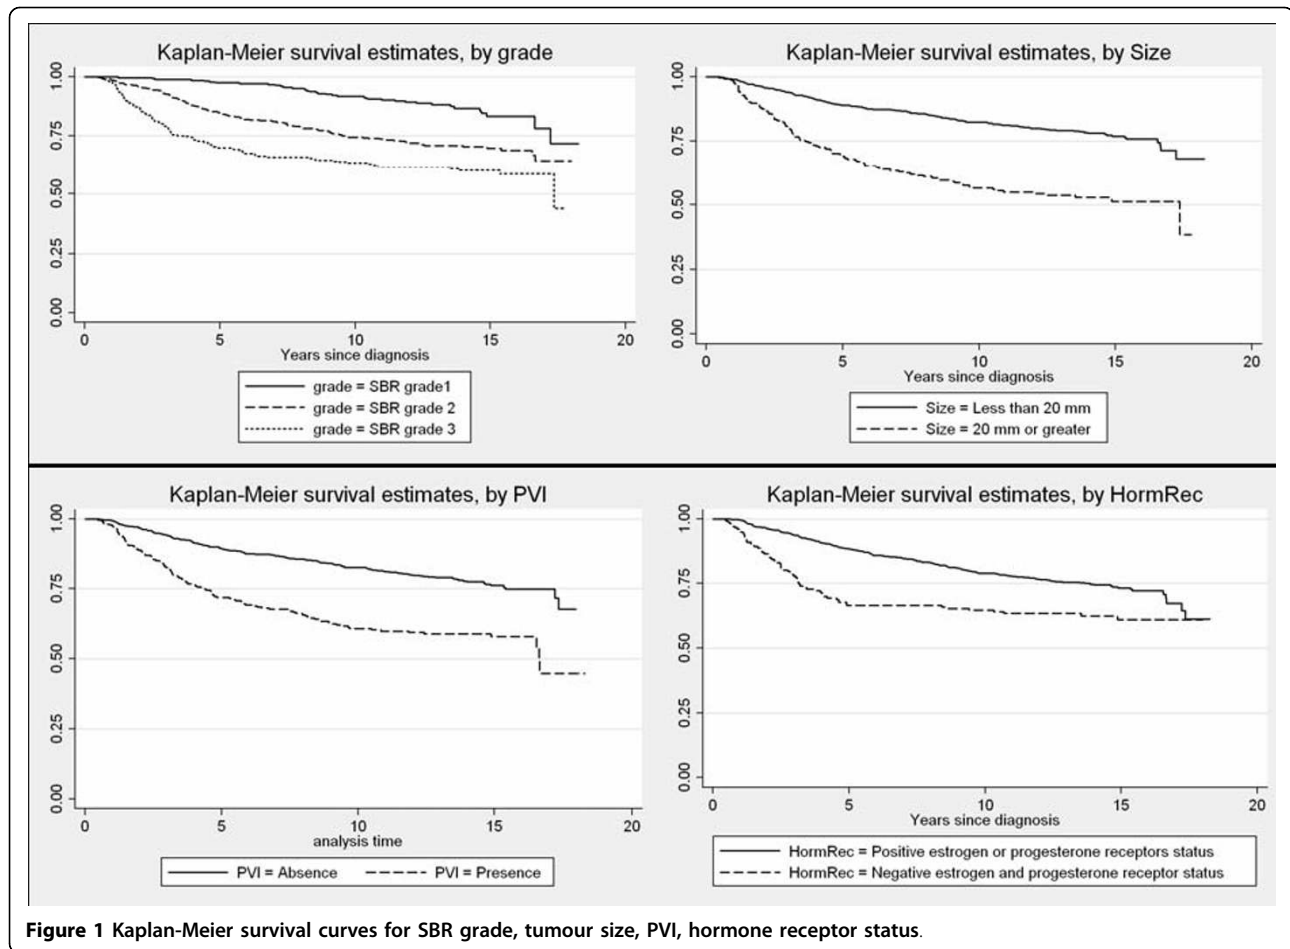 Kaplan-Meier survival estimates, by grade
1.00
0.75
0.50
0.25
0.00
0 5 10 15 20
Years since diagnosis
grade = SBR grade1
grade = SBR grade 2
grade = SBR grade 3
Kaplan-Meier survival estimates, by Size
1.00
0.75
0.50
0.25
0.00
0 5 10 15 20
Years since diagnosis
Size = Less than 20 mm
Size = 20 mm or greater
Kaplan-Meier survival estimates, by PVI
1.00
0.75
0.50
0.25
0.00
0 5 10 15 20
analysis time
PVI = Absence PVI = Presence
Kaplan-Meier survival estimates, by HormRec
1.00
0.75
0.50
0.25
0.00
0 5 10 15 20
Years since diagnosis
HormRec = Positive estrogen or progesterone receptors status
HormRec = Negative estrogen and progesterone receptor status
Figure 1 Kaplan-Meier survival curves for SBR grade, tumour size, PVI, hormone receptor status.